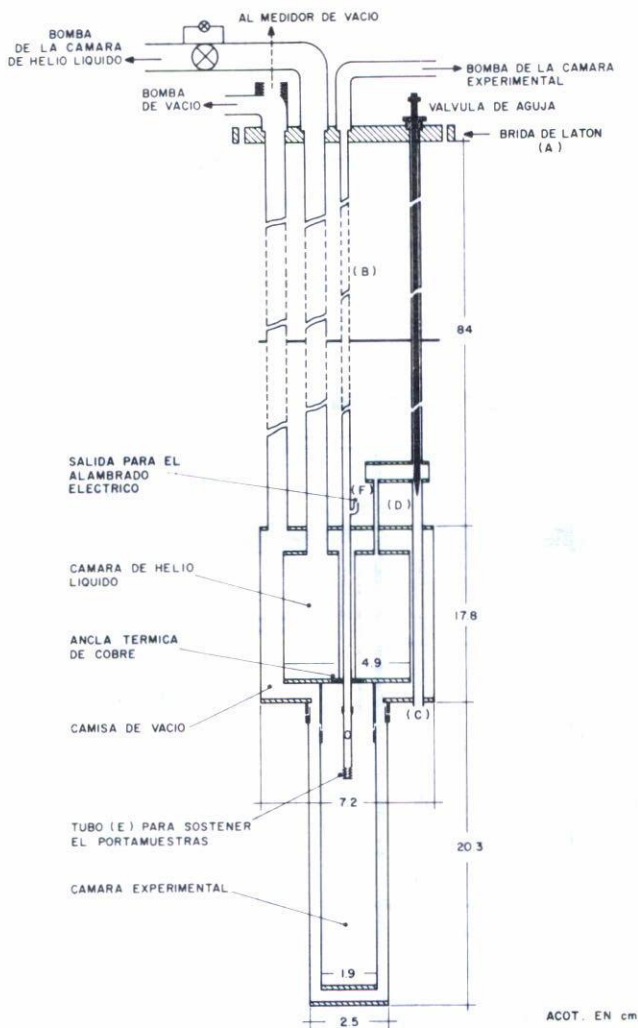 AL MEDIDOR DE VACIO
BOMBA
DE LA CAMARA
DE HELIO LIQUIDO
BOMBA
DE VACIO
BOMBA DE LA CAMARA
EXPERIMENTAL
VALVULA DE AGUJA
BRIDA DE LATON
(A)
(B)
84
SALIDA PARA EL
ALAMBRADO
ELECTRICO
(F)
(D)
CAMARA DE HELIO
LIQUIDO
17.8
ANCLA TERMICA
DE COBRE
4.9
CAMISA DE VACIO
(C)
7.2
TUBO (E) PARA SOSTENER
EL PORTAMUESTRAS
20.3
CAMARA EXPERIMENTAL
1.9
2.5
ACOT. EN cm